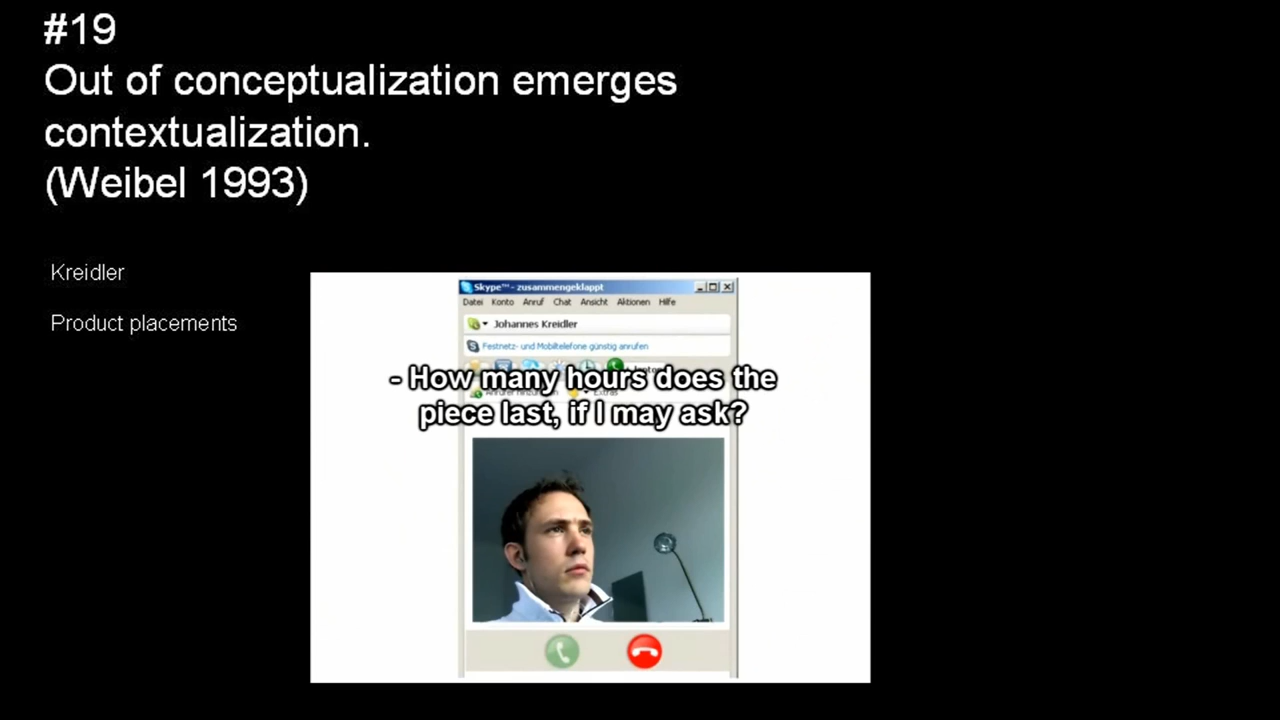 #19
Out of conceptualization emerges
contextualization.
(Weibel 1993)
Kreidler
Product placements
Skype™ - zusammengeklappt
Datei Konto Anruf Chat Ansicht Aktionen Hilfe
Johannes Kreidler
Festnetz- und Mobiltelefone günstig anrufen
- How many hours does the
piece last, if I may ask?
Extras